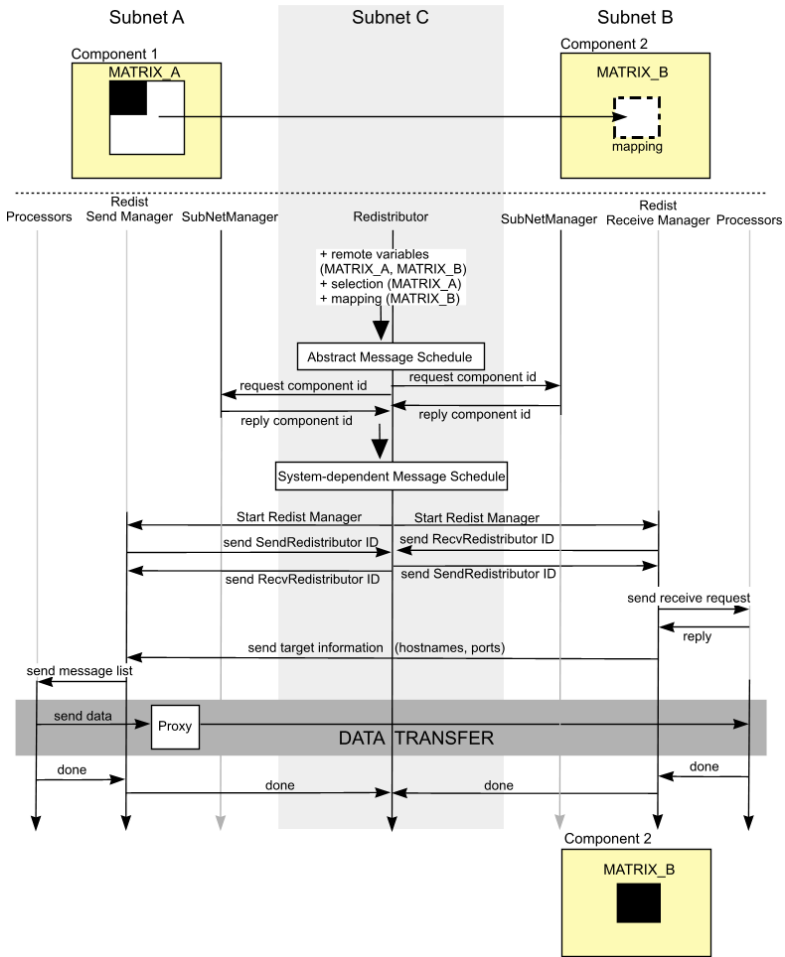 Subnet A
Subnet C
Subnet B
Component 1
MATRIX_A
Component 2
MATRIX_B
mapping
Processors
Redist
Send Manager
SubNetManager
Redistributor
SubNetManager
Redist
Receive Manager
Processors
+ remote variables
(MATRIX_A, MATRIX_B)
+ selection (MATRIX_A)
+ mapping (MATRIX_B)
Abstract Message Schedule
request component id
request component id
reply component id
reply component id
System-dependent Message Schedule
Start Redist Manager
Start Redist Manager
send SendRedistributor ID
send RecvRedistributor ID
send RecvRedistributor ID
send SendRedistributor ID
send receive request
reply
send target information (hostnames, ports)
send message list
send data
Proxy
DATA TRANSFER
done
done
done
done
Component 2
MATRIX_B